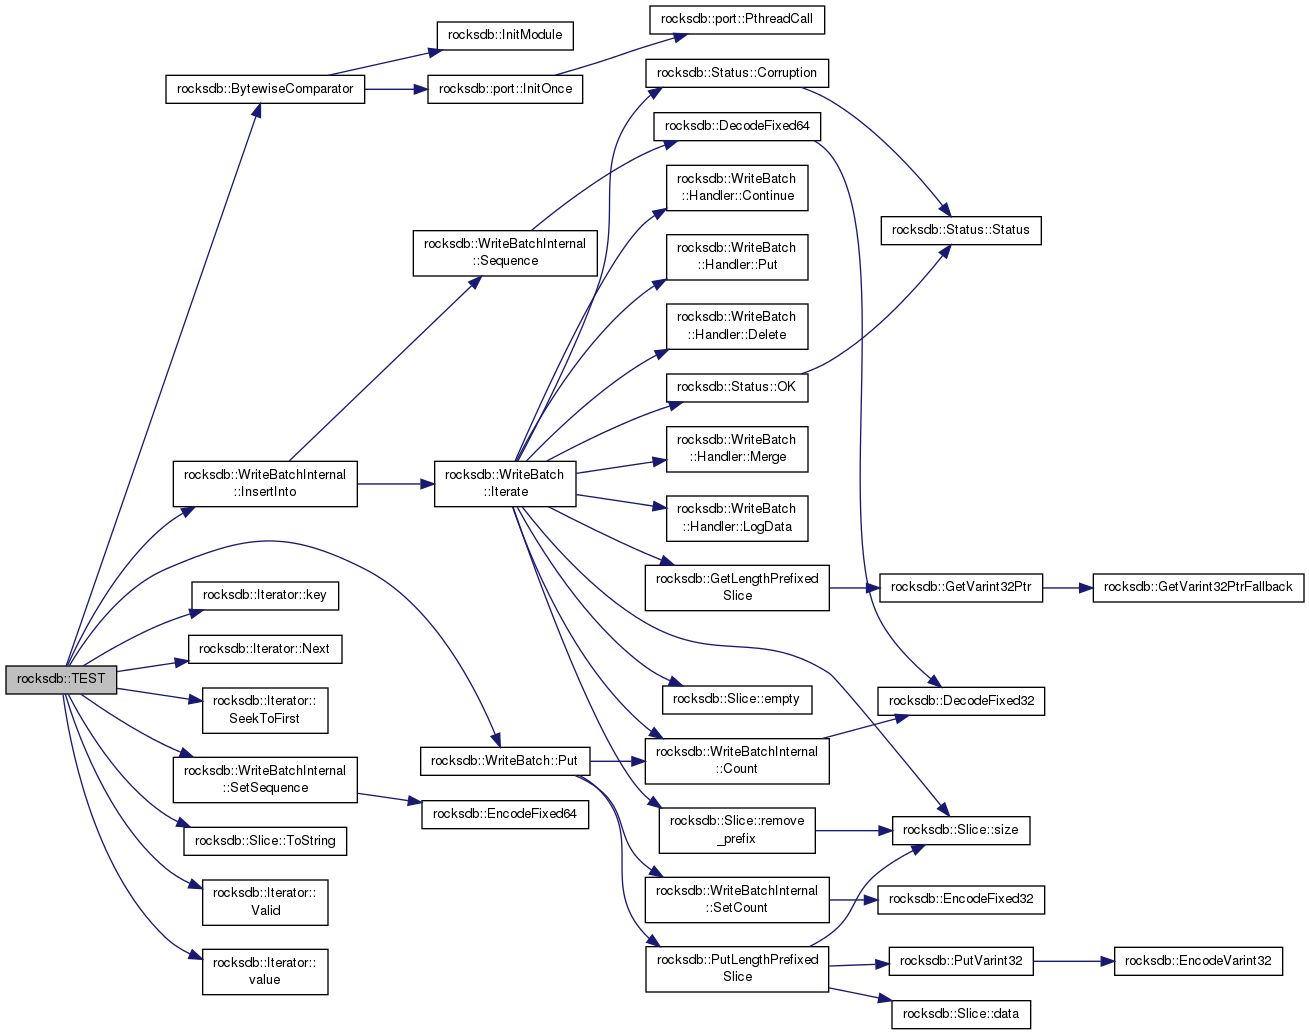 rocksdb::TEST
rocksdb::BytewiseComparator
rocksdb::WriteBatchInternal
::InsertInto
rocksdb::Iterator::key
rocksdb::Iterator::Next
rocksdb::Iterator::
SeekToFirst
rocksdb::WriteBatchInternal
::SetSequence
rocksdb::Slice::ToString
rocksdb::Iterator::
Valid
rocksdb::Iterator::
value
rocksdb::InitModule
rocksdb::port::InitOnce
rocksdb::WriteBatchInternal
::Sequence
rocksdb::WriteBatch
::Iterate
rocksdb::WriteBatch::Put
rocksdb::EncodeFixed64
rocksdb::port::PthreadCall
rocksdb::Status::Corruption
rocksdb::DecodeFixed64
rocksdb::WriteBatch
::Handler::Continue
rocksdb::WriteBatch
::Handler::Put
rocksdb::WriteBatch
::Handler::Delete
rocksdb::Status::OK
rocksdb::WriteBatch
::Handler::Merge
rocksdb::WriteBatch
::Handler::LogData
rocksdb::GetLengthPrefixed
Slice
rocksdb::Slice::empty
rocksdb::WriteBatchInternal
::Count
rocksdb::Slice::remove
_prefix
rocksdb::WriteBatchInternal
::SetCount
rocksdb::PutLengthPrefixed
Slice
rocksdb::Status::Status
rocksdb::GetVarint32Ptr
rocksdb::DecodeFixed32
rocksdb::Slice::size
rocksdb::EncodeFixed32
rocksdb::PutVarint32
rocksdb::Slice::data
rocksdb::GetVarint32PtrFallback
rocksdb::EncodeVarint32